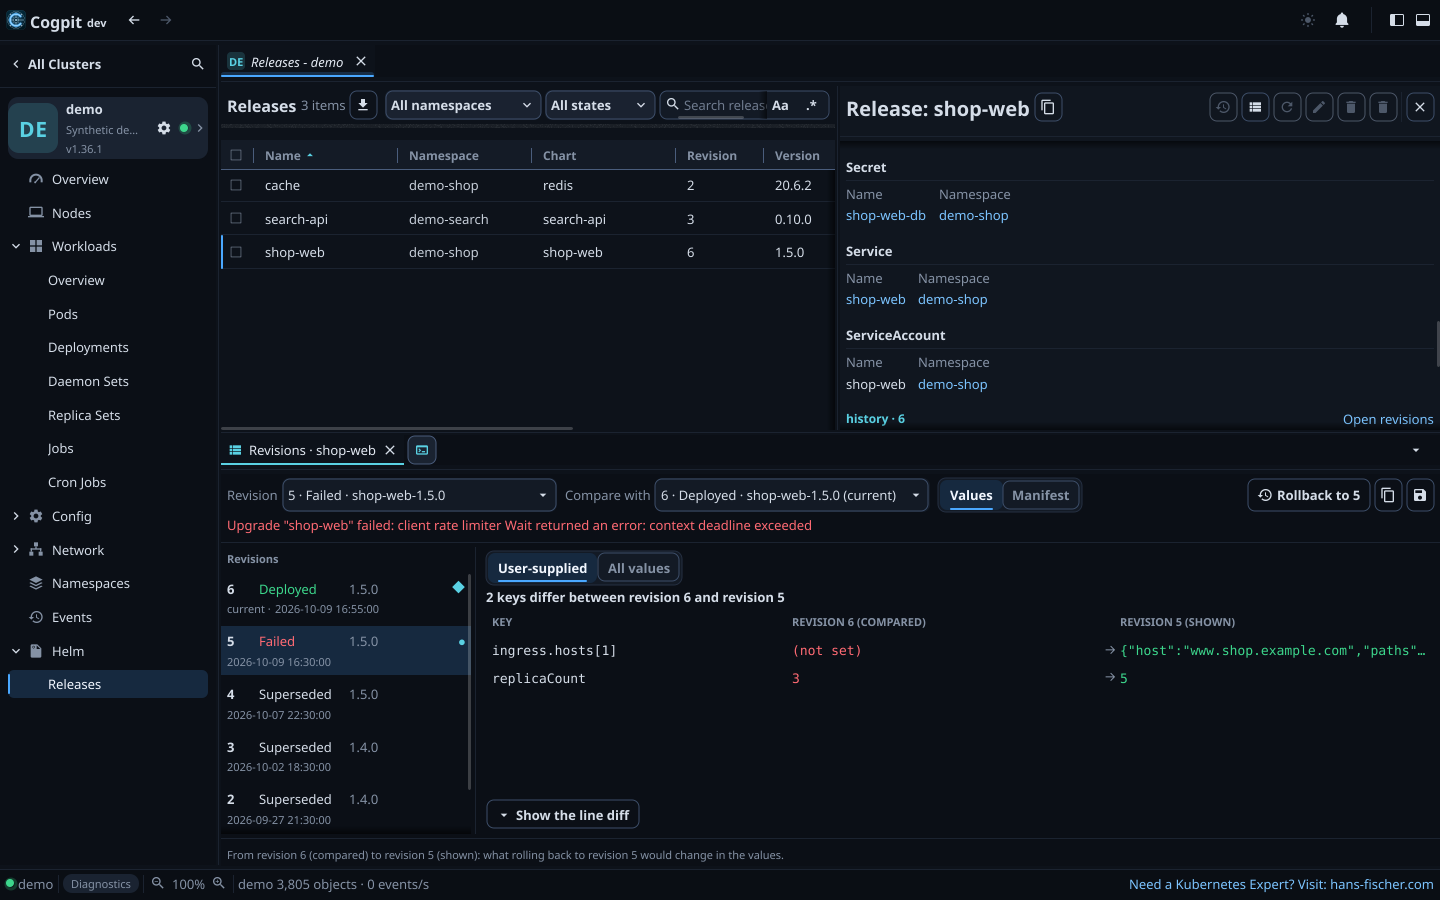 Cogpit dev
All Clusters
DE
demo
Synthetic de...
v1.36.1
Overview
Nodes
Workloads
Overview
Pods
Deployments
Daemon Sets
Replica Sets
Jobs
Cron Jobs
Config
Network
Namespaces
Events
Helm
Releases
DE Releases - demo
Releases 3 items
All namespaces
All states
Search releas
Aa
.*
Name Namespace Chart Revision Version
cache demo-shop redis 2 20.6.2
search-api demo-search search-api 3 0.10.0
shop-web demo-shop shop-web 6 1.5.0
Release: shop-web
Secret
Name Namespace
shop-web-db demo-shop
Service
Name Namespace
shop-web demo-shop
ServiceAccount
Name Namespace
shop-web demo-shop
history · 6 Open revisions
Revisions · shop-web
Revision 5 · Failed · shop-web-1.5.0 Compare with 6 · Deployed · shop-web-1.5.0 (current) Values Manifest Rollback to 5
Upgrade "shop-web" failed: client rate limiter Wait returned an error: context deadline exceeded
Revisions
6 Deployed 1.5.0
current · 2026-10-09 16:55:00
5 Failed 1.5.0
2026-10-09 16:30:00
4 Superseded 1.5.0
2026-10-07 22:30:00
3 Superseded 1.4.0
2026-10-02 18:30:00
2 Superseded 1.4.0
2026-09-27 21:30:00
User-supplied All values
2 keys differ between revision 6 and revision 5
KEY REVISION 6 (COMPARED) REVISION 5 (SHOWN)
ingress.hosts[1] (not set) → {"host":"www.shop.example.com","paths"…
replicaCount 3 → 5
Show the line diff
From revision 6 (compared) to revision 5 (shown): what rolling back to revision 5 would change in the values.
demo Diagnostics 100% demo 3,805 objects · 0 events/s Need a Kubernetes Expert? Visit: hans-fischer.com